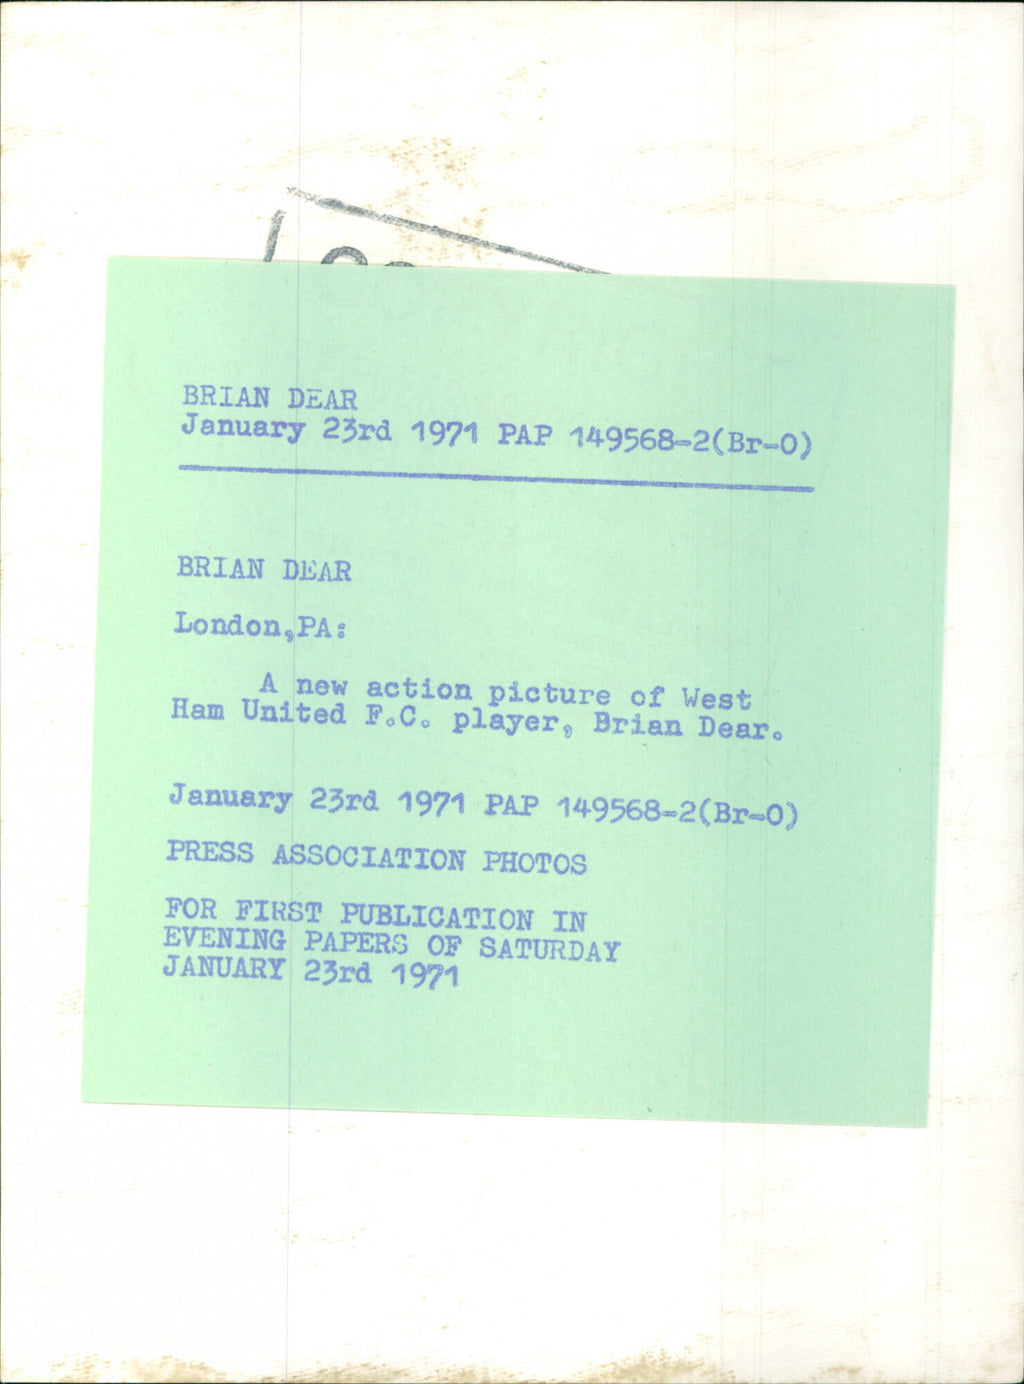 BRIAN DEAR
January 23rd 1971 PAP 149568-2(Br-O)
BRIAN DEAR
London,PA:
A new action picture of West
Ham United F.C. player, Brian Dear.
January 23rd 1971 PAP 149568-2(Br-O)
PRESS ASSOCIATION PHOTOS
FOR FIRST PUBLICATION IN
EVENING PAPERS OF SATURDAY
JANUARY 23rd 1971